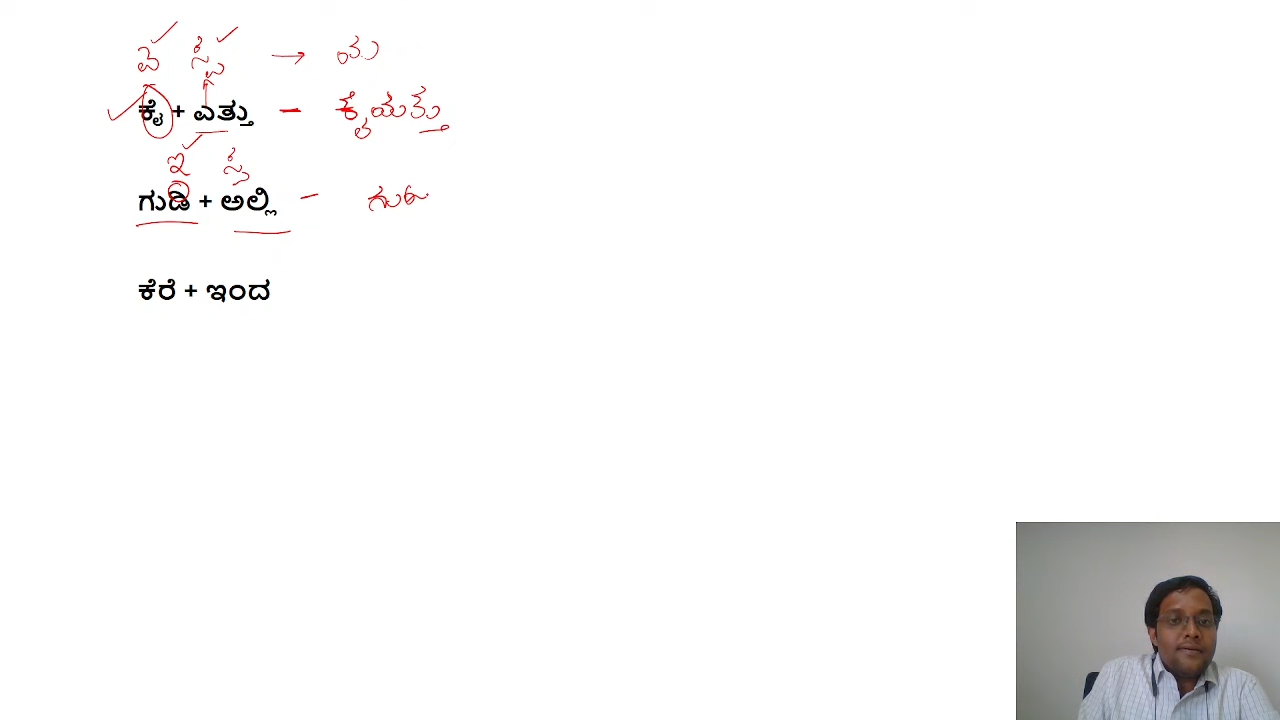 ವೆ ಸ್ವ → ಯ
ಕೈ + ಎತ್ತು - ಕೈಯೆತ್ತು
ಇ ಸ್ವ
ಗುಡಿ + ಅಲ್ಲಿ - ಗುಡಿ
ಕೆರೆ + ಇಂದ